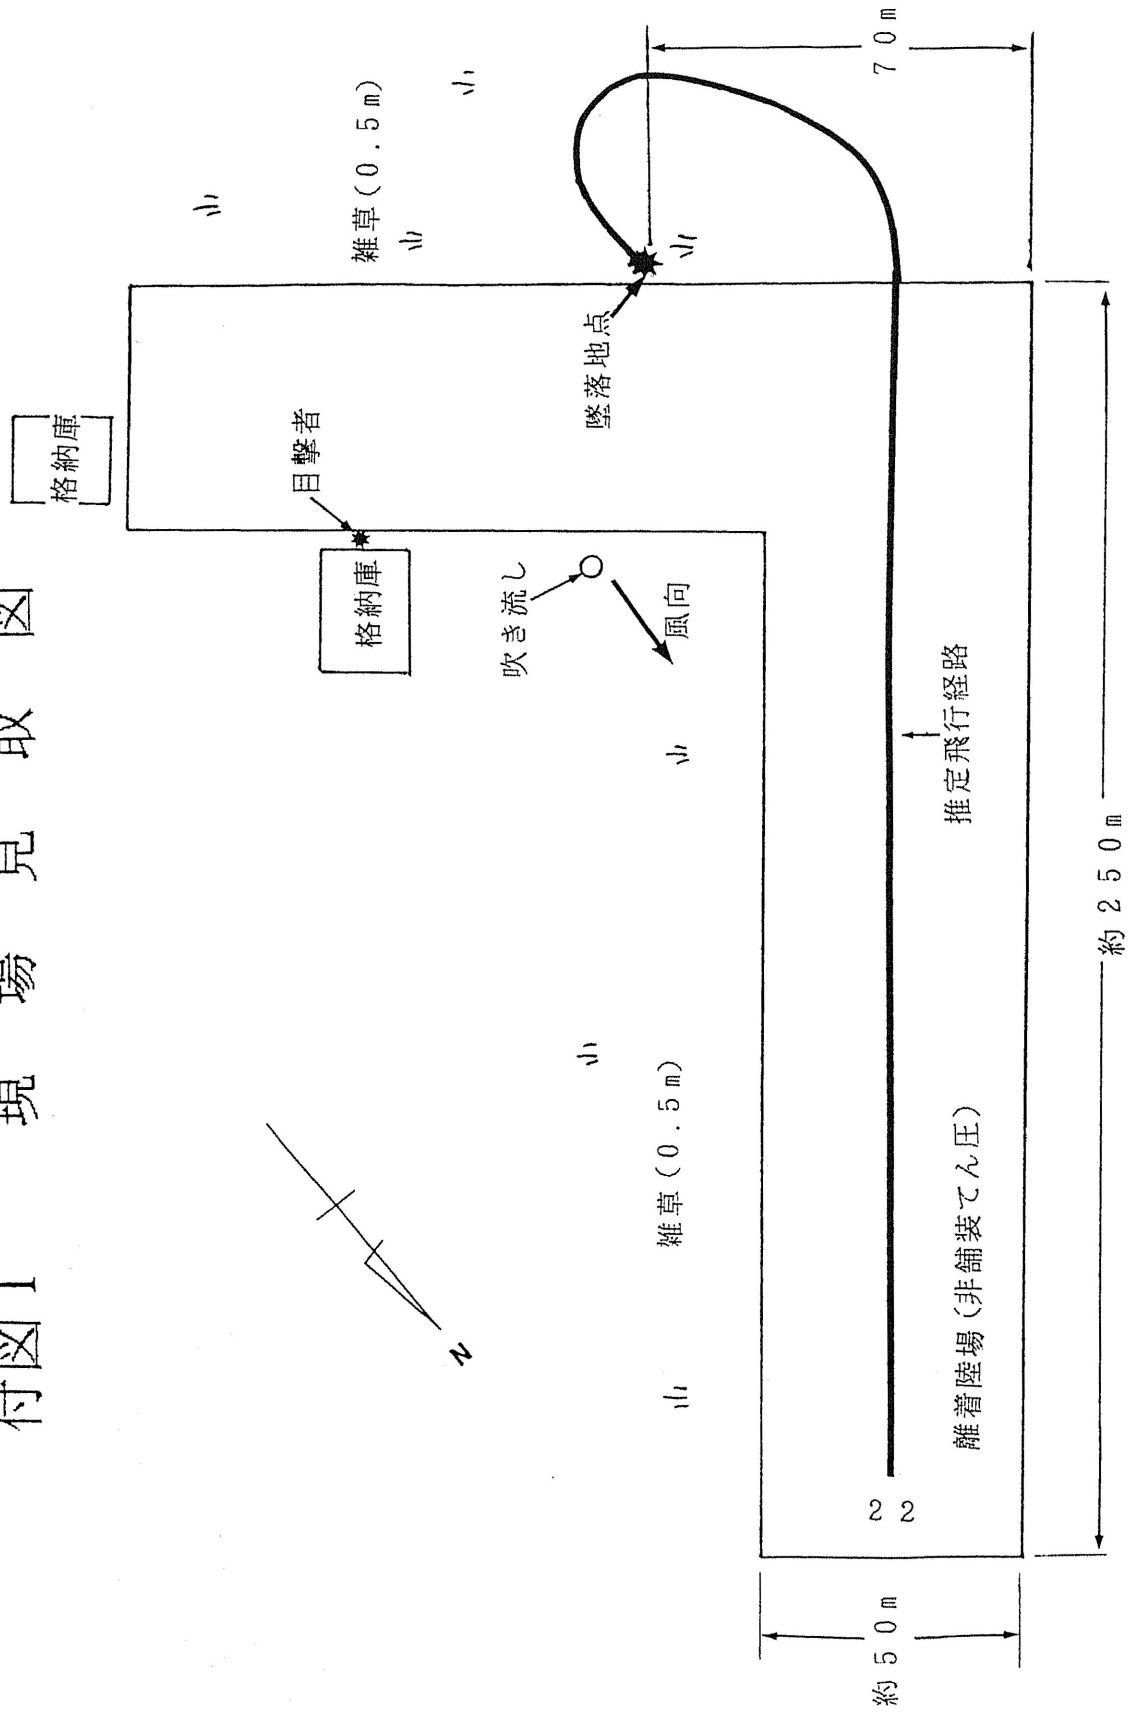 付図1 現場見取図
格納庫
目撃者
格納庫
雑草(0.5m)
吹き流し
風向
墜落地点
70m
雑草(0.5m)
推定飛行経路
離着陸場(非舗装てん圧)
22
約50m
約250m
N